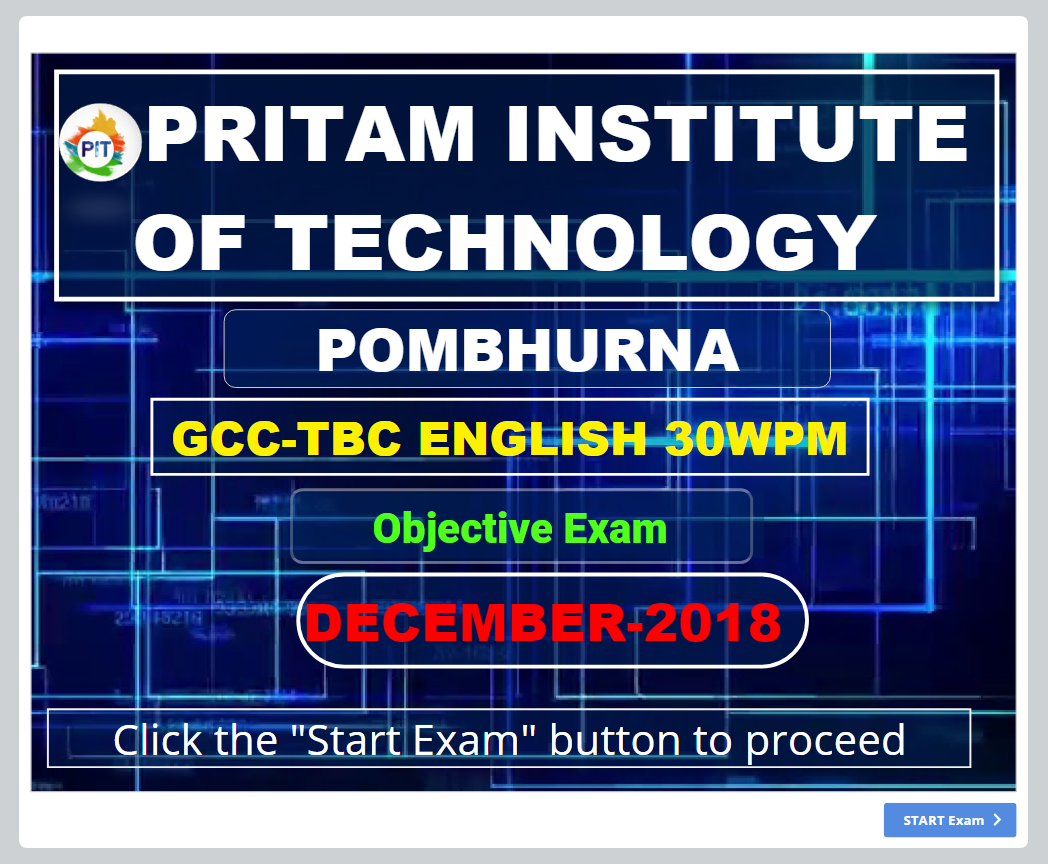 PIT
PRITAM INSTITUTE
OF TECHNOLOGY
POMBHURNA
GCC-TBC ENGLISH 30WPM
Objective Exam
DECEMBER-2018
Click the "Start Exam" button to proceed
START Exam